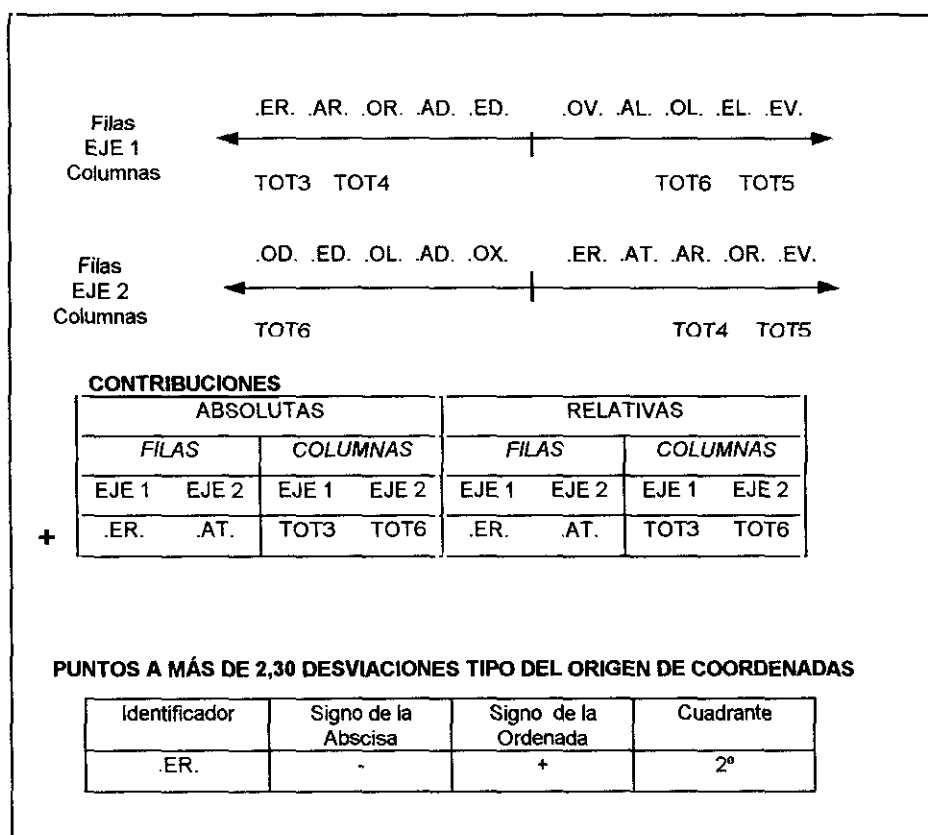 .ER. .AR. .OR. .AD. .ED. .OV. .AL. .OL. .EL. .EV.
Filas
EJE 1
Columnas
TOT3 TOT4 TOT6 TOT5
.OD. .ED. .OL. .AD. .OX. .ER. .AT. .AR. .OR. .EV.
Filas
EJE 2
Columnas
TOT6 TOT4 TOT5
CONTRIBUCIONES
ABSOLUTAS RELATIVAS
FILAS COLUMNAS FILAS COLUMNAS
EJE 1 EJE 2 EJE 1 EJE 2 EJE 1 EJE 2 EJE 1 EJE 2
+ .ER. .AT. TOT3 TOT6 .ER. .AT. TOT3 TOT6
PUNTOS A MÁS DE 2,30 DESVIACIONES TIPO DEL ORIGEN DE COORDENADAS
Identificador Signo de la Abscisa Signo de la Ordenada Cuadrante
.ER. - + 2º